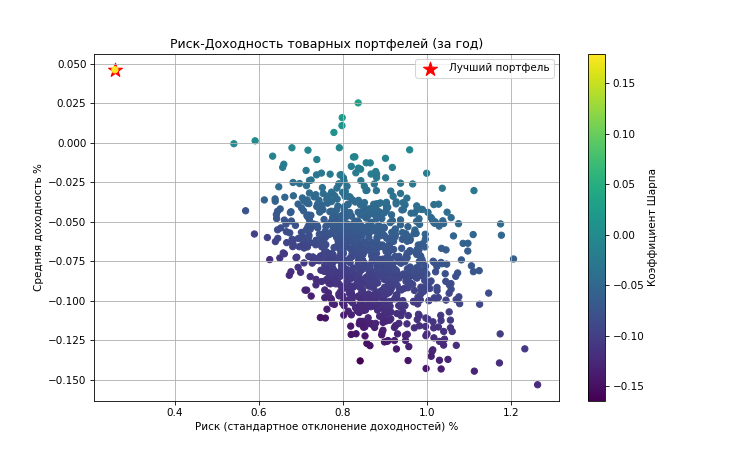 Риск-Доходность товарных портфелей (за год)
Лучший портфель
0.050
0.025
0.000
−0.025
−0.050
−0.075
−0.100
−0.125
−0.150
Средняя доходность %
0.4 0.6 0.8 1.0 1.2
Риск (стандартное отклонение доходностей) %
0.15
0.10
0.05
0.00
−0.05
−0.10
−0.15
Коэффициент Шарпа